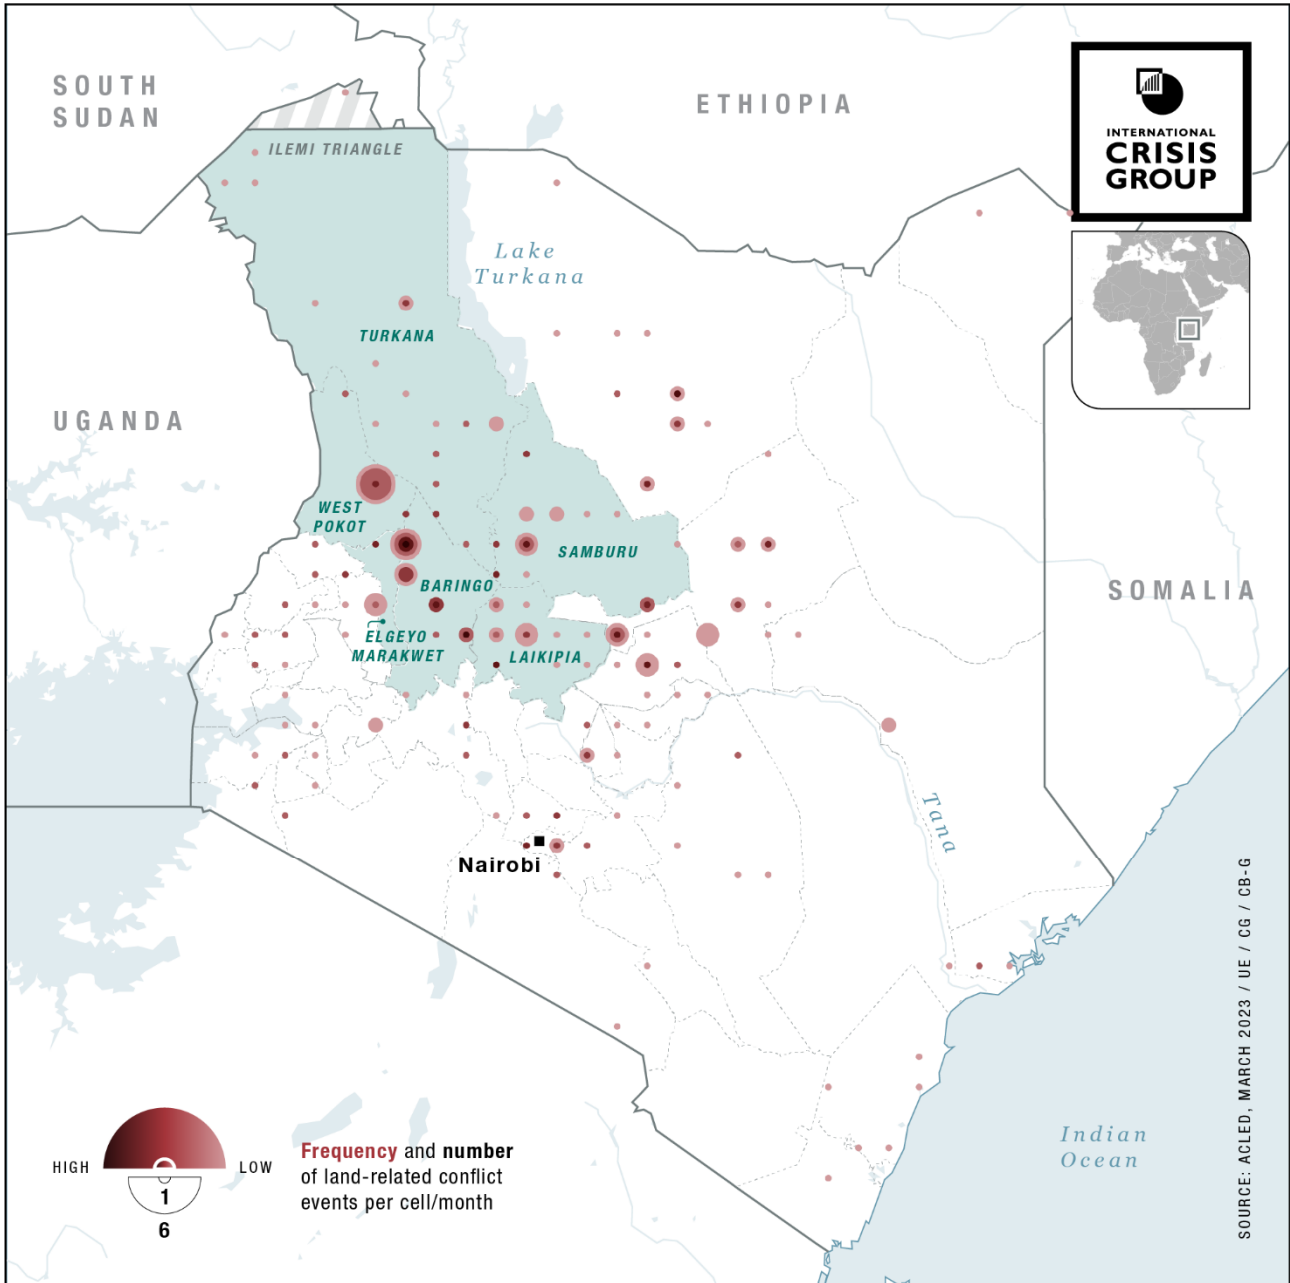 SOUTH
SUDAN
ETHIOPIA
INTERNATIONAL
CRISIS
GROUP
ILEMI TRIANGLE
Lake
Turkana
TURKANA
UGANDA
WEST
POKOT
SAMBURU
BARINGO
SOMALIA
ELGEYO
MARAKWET
LAIKIPIA
Tana
Nairobi
Indian
Ocean
HIGH
LOW
1
6
Frequency and number
of land-related conflict
events per cell/month
SOURCE: ACLED, MARCH 2023 / UE / CG / CB-G